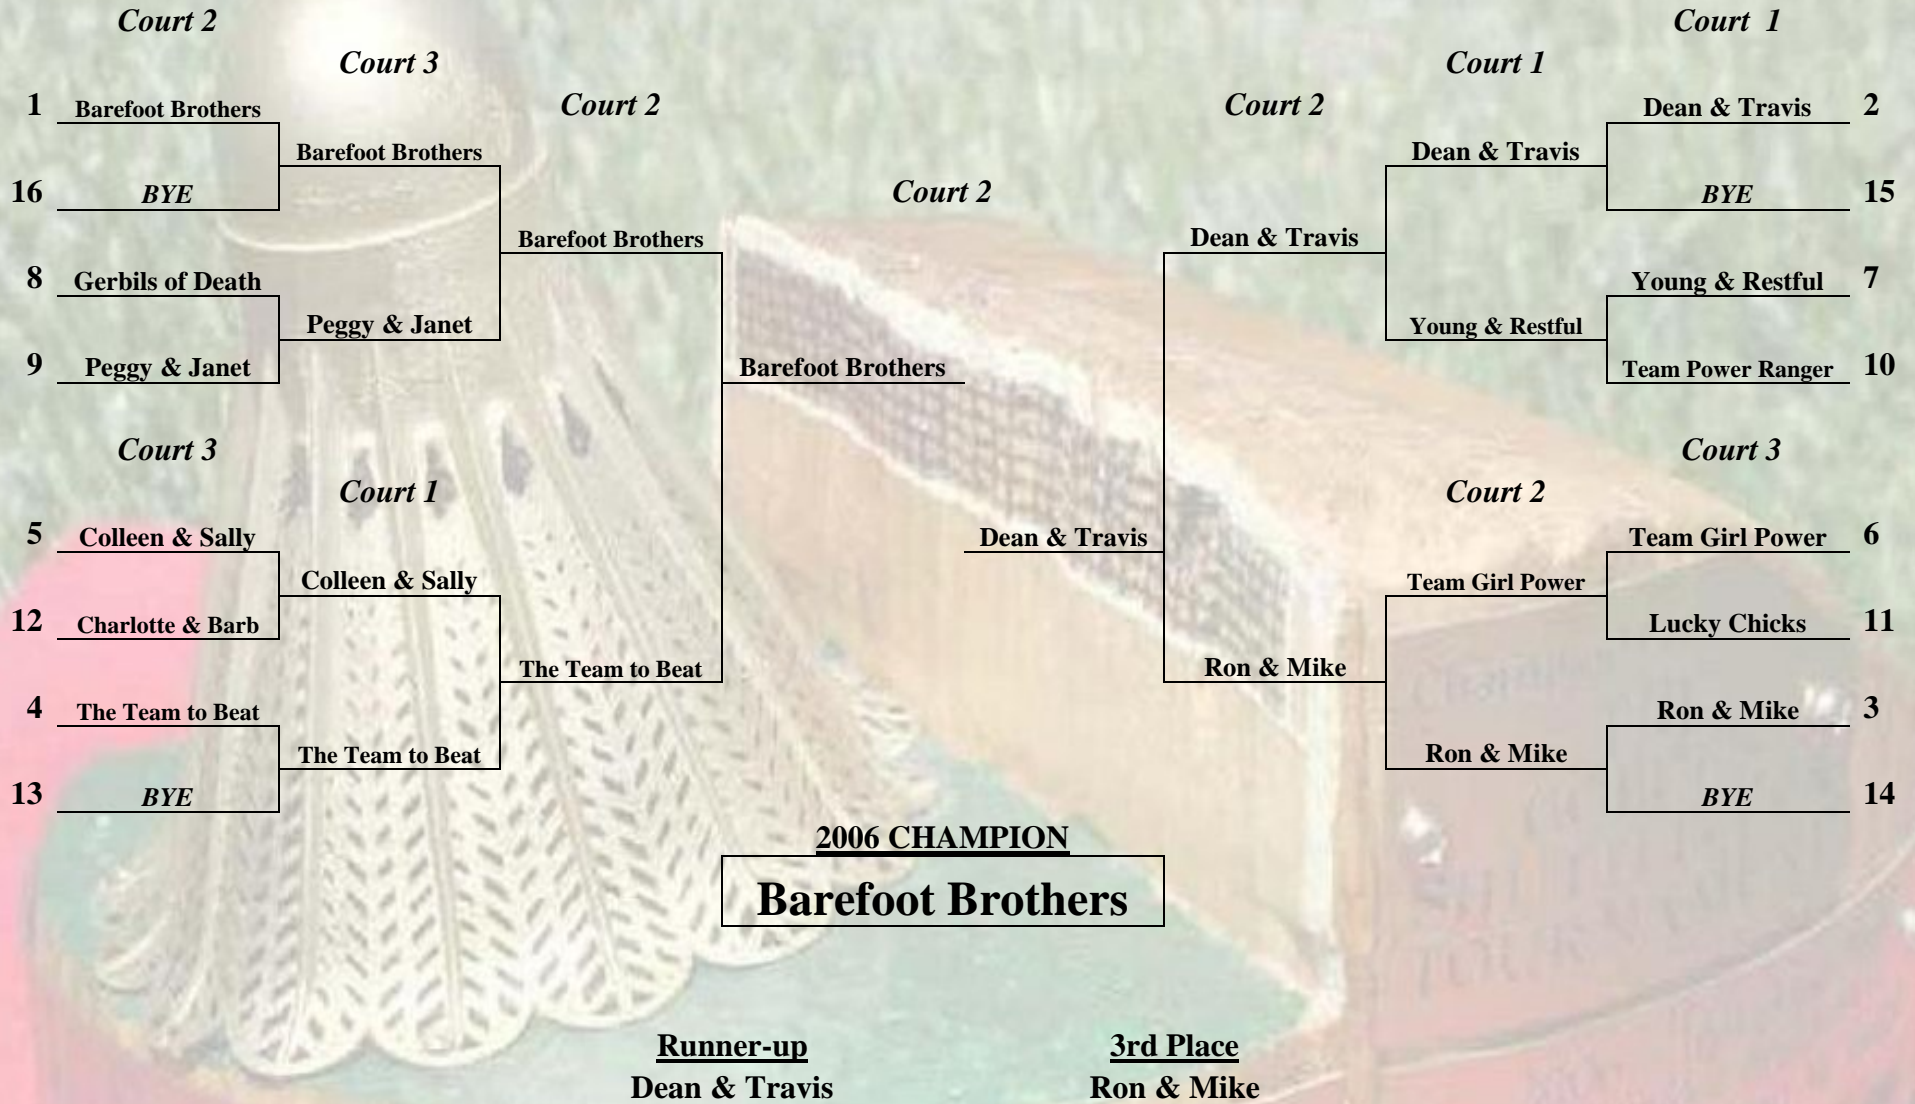 Court 2
Court 3
Court 2
1 Barefoot Brothers
Barefoot Brothers
16 BYE
Barefoot Brothers
8 Gerbils of Death
Peggy & Janet
9 Peggy & Janet
Barefoot Brothers
Court 3
Court 1
5 Colleen & Sally
Colleen & Sally
12 Charlotte & Barb
The Team to Beat
4 The Team to Beat
The Team to Beat
13 BYE
Court 2
Court 1
Court 1
Court 2
Dean & Travis 2
Dean & Travis
BYE 15
Dean & Travis
Young & Restful 7
Young & Restful
Team Power Ranger 10
Dean & Travis
Court 3
Court 2
Team Girl Power 6
Team Girl Power
Lucky Chicks 11
Ron & Mike
Ron & Mike 3
Ron & Mike
BYE 14
2006 CHAMPION
Barefoot Brothers
Runner-up
Dean & Travis
3rd Place
Ron & Mike